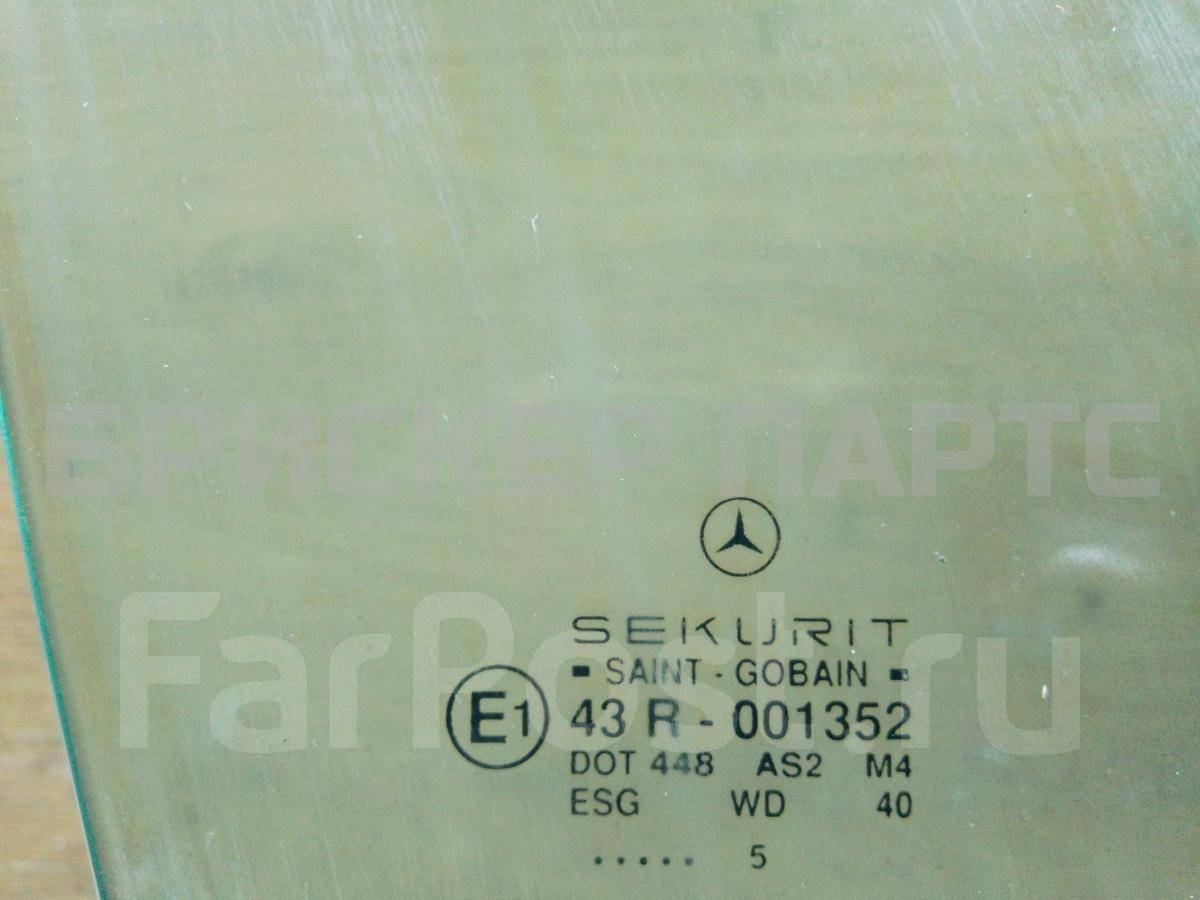 БРИСКЕР ПАРТС
SEKURIT
SAINT - GOBAIN
FarPost.ru
E1 43 R - 001352
DOT 448 AS2 M4
ESG WD 40
..... 5